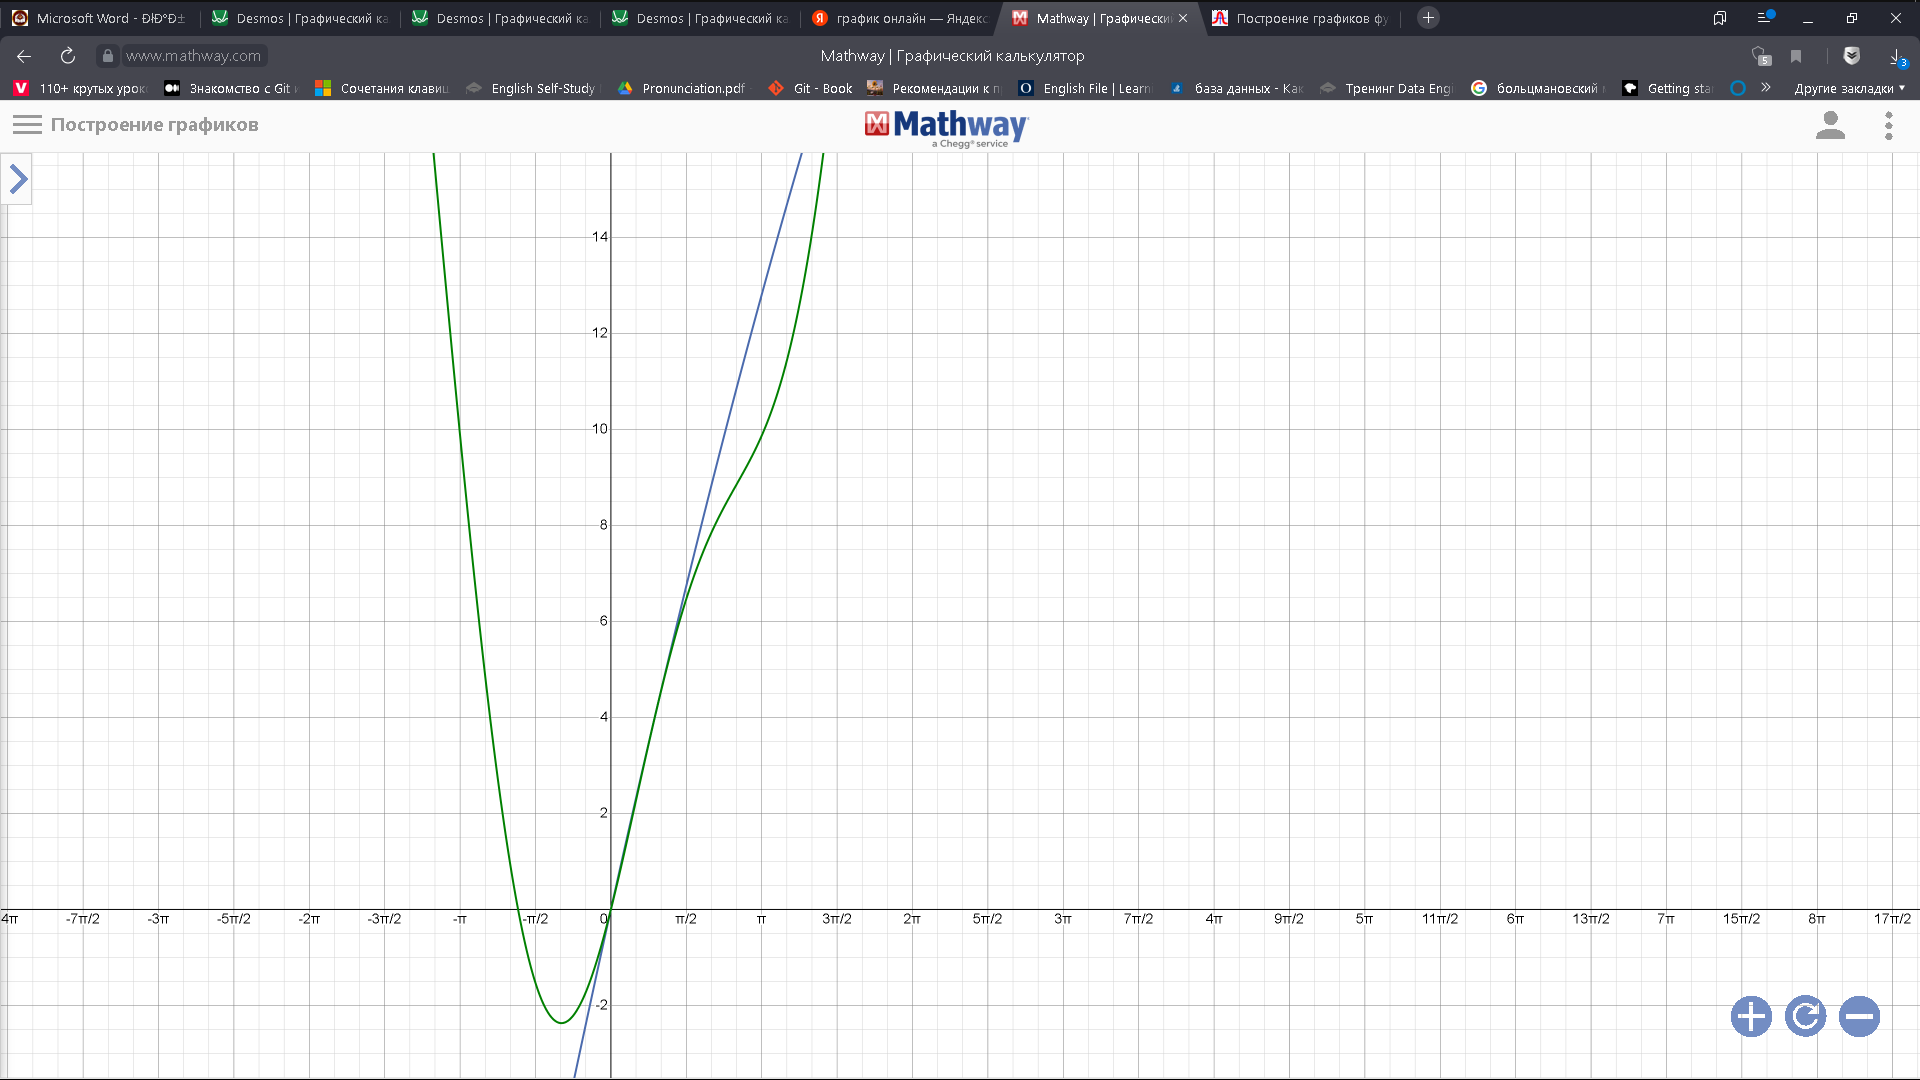 Microsoft Word - ÐłÐ°Ð±
Desmos | Графический ка
Desmos | Графический ка
Desmos | Графический ка
график онлайн — Яндекс
Mathway | Графический
Построение графиков фу
www.mathway.com
Mathway | Графический калькулятор
5
3
110+ крутых урок
Знакомство с Git и
Сочетания клавиш
English Self-Study
Pronunciation.pdf
Git - Book
Рекомендации к п
English File | Learn
база данных - Как
Тренинг Data Engi
больцмановский
Getting sta
Другие закладки
Построение графиков
Mathway
a Chegg® service
14
12
10
8
6
4
2
4π -7π/2 -3π -5π/2 -2π -3π/2 -π -π/2 0 π/2 π 3π/2 2π 5π/2 3π 7π/2 4π 9π/2 5π 11π/2 6π 13π/2 7π 15π/2 8π 17π/2
-2